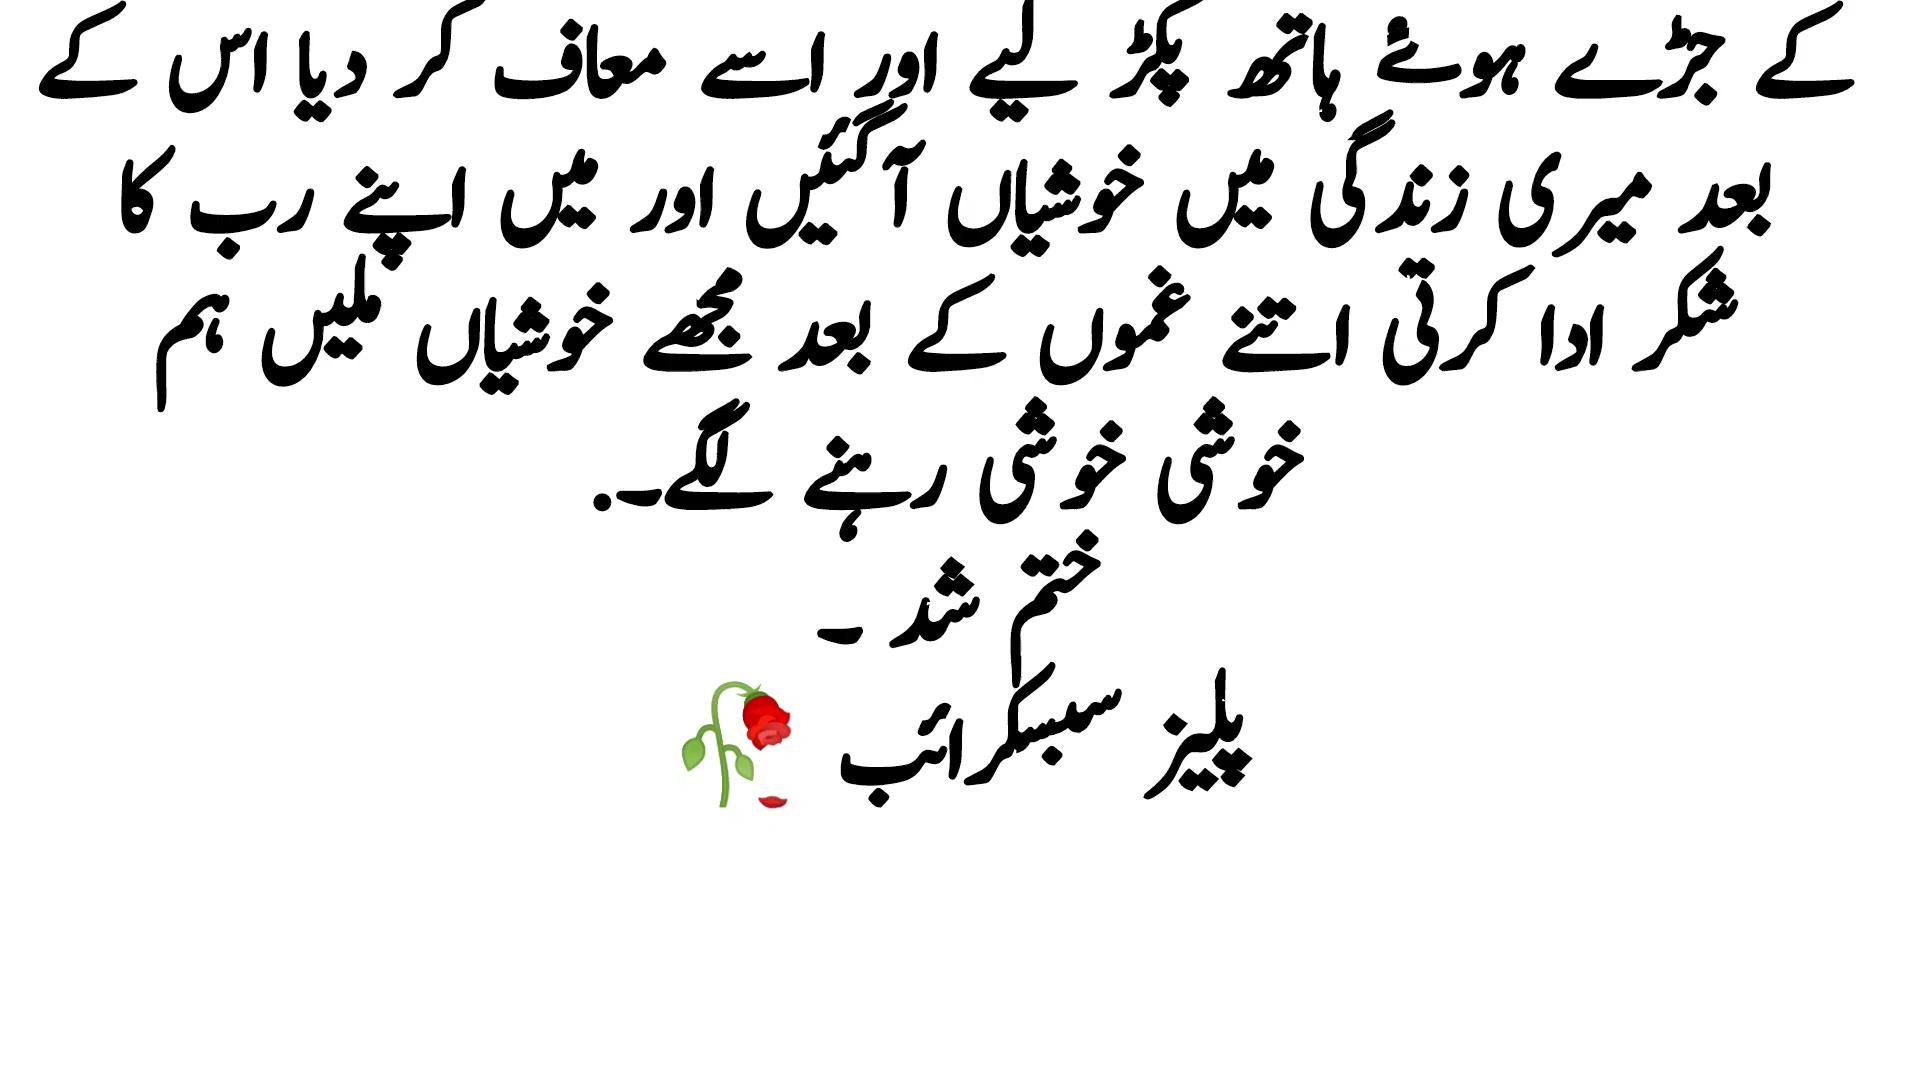 کے جڑے ہوئے ہاتھ پکڑ لیے اور اسے معاف کر دیا اس کے
بعد میری زندگی میں خوشیاں آگئیں اور میں اپنے رب کا
شکر ادا کرتی اتنے غموں کے بعد مجھے خوشیاں ملیں ہم
خوشی خوشی رہنے لگے۔.
ختم شد ۔
پلیز سبسکرائب 🥀